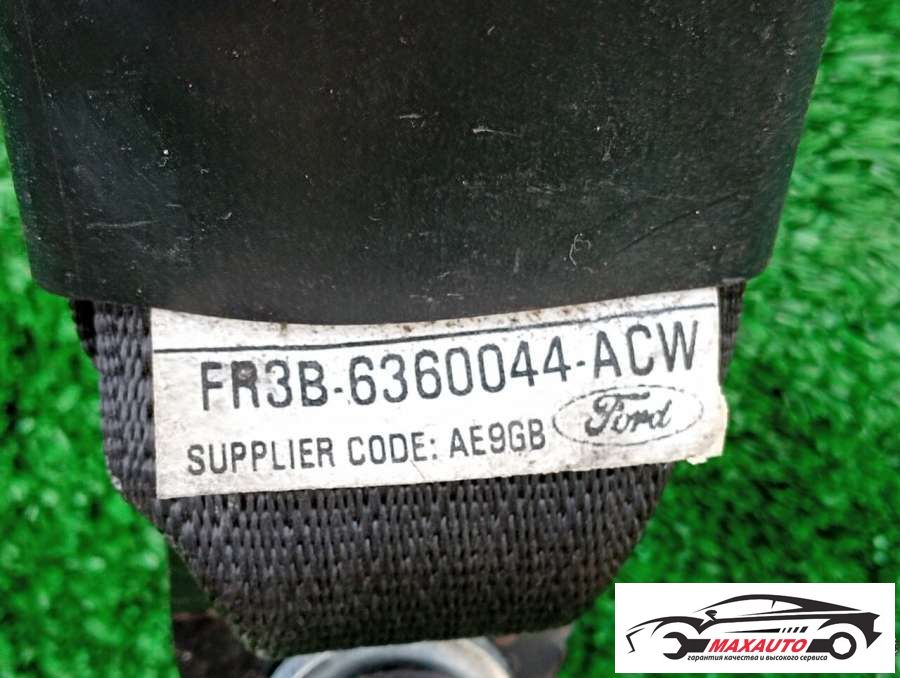 FR3B-6360044-ACW
SUPPLIER CODE: AE9GB
Ford
MAXAUTO
гарантия качества и высокого сервиса